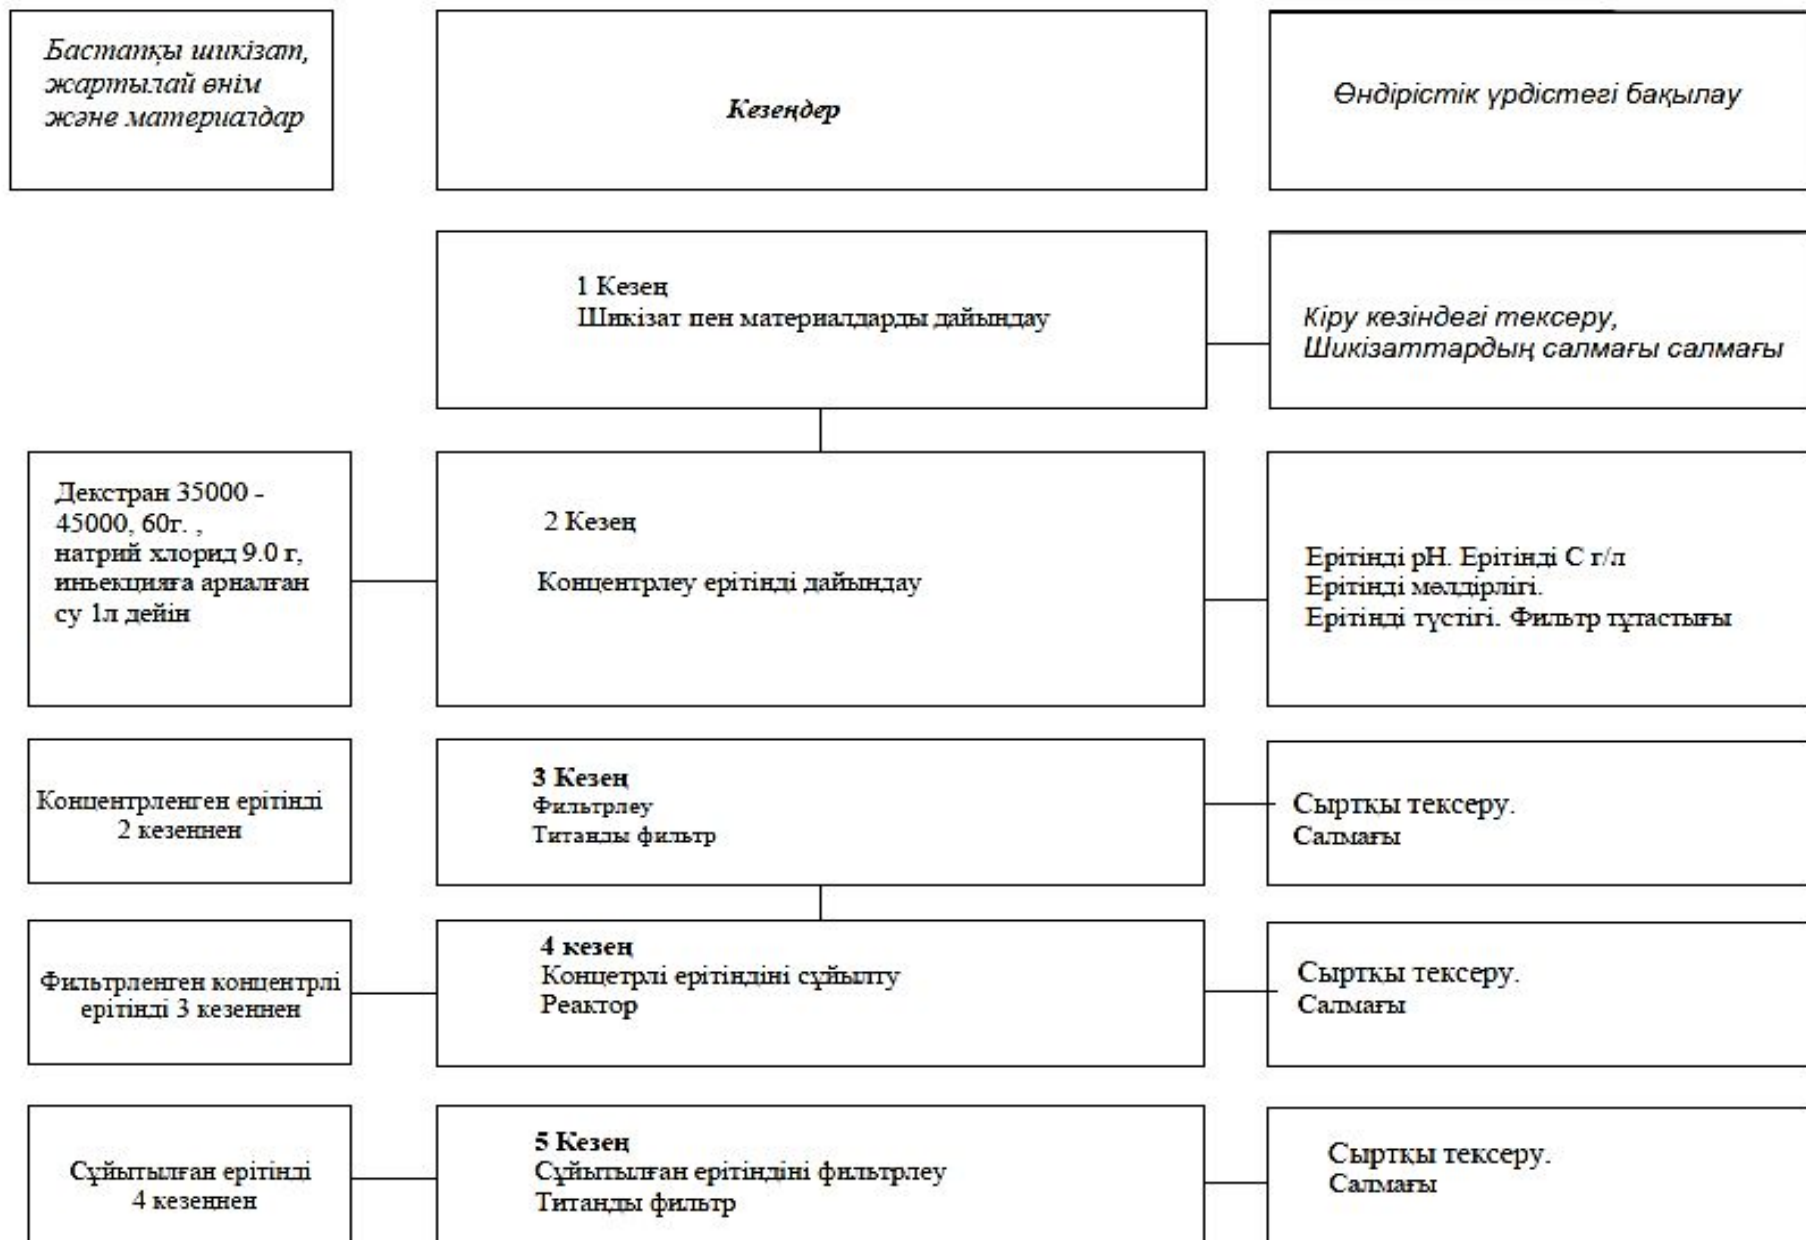 Бастапқы шикізат,
жартылай өнім
және материалдар
Кезеңдер
Өндірістік үрдістегі бақылау
1 Кезең
Шикізат пен материалдарды дайындау
Кіру кезіндегі тексеру,
Шикізаттардың салмағы салмағы
Декстран 35000 -
45000, 60г. ,
натрий хлорид 9.0 г,
иньекцияға арналған
су 1л дейін
2 Кезең
Концентрлеу ерітінді дайындау
Ерітінді рН. Ерітінді С г/л
Ерітінді мөлдірлігі.
Ерітінді түстігі. Фильтр тұтастығы
Концентрленген ерітінді
2 кезеннен
3 Кезең
Фильтрлеу
Титанды фильтр
Сыртқы тексеру.
Салмағы
Фильтрленген концентрлі
ерітінді 3 кезеннен
4 кезең
Концетрлі ерітіндіні сұйылту
Реактор
Сыртқы тексеру.
Салмағы
Сұйытылған ерітінді
4 кезеңнен
5 Кезең
Сұйытылған ерітіндіні фильтрлеу
Титанды фильтр
Сыртқы тексеру.
Салмағы